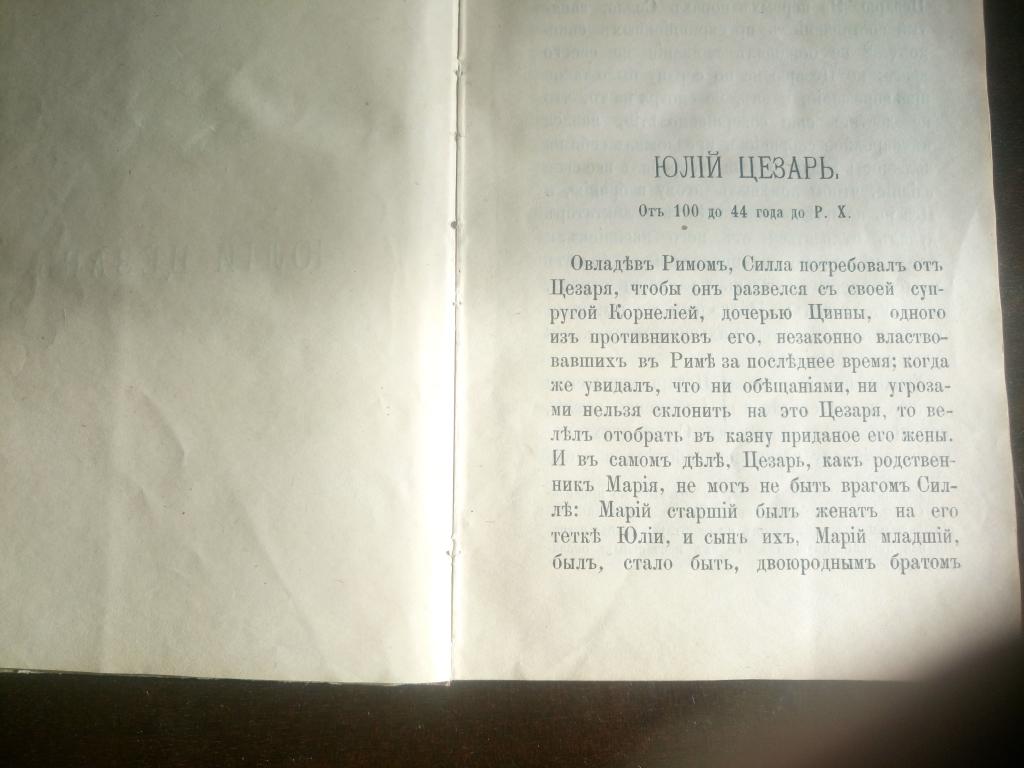 ЮЛІЙ ЦЕЗАРЬ.
Отъ 100 до 44 года до Р. Х.
Овладѣвъ Римомъ, Силла потребовалъ отъ
Цезаря, чтобы онъ развелся съ своей суп-
ругой Корнеліей, дочерью Цинны, одного
изъ противниковъ его, незаконно власτво-
вавшихъ въ Римѣ за послѣднее время; когда
же увидалъ, что ни обѣщаніями, ни угроза-
ми нельзя склонить на это Цезаря, то ве-
лѣлъ отобрать въ казну приданое его жены.
И въ самомъ дѣлѣ, Цезарь, какъ родствен-
никъ Марія, не могъ не быть врагомъ Сил-
лѣ: Марій старшій былъ женатъ на его
теткѣ Юліи, и сынъ ихъ, Марій младшій,
былъ, стало быть, двоюроднымъ братомъ